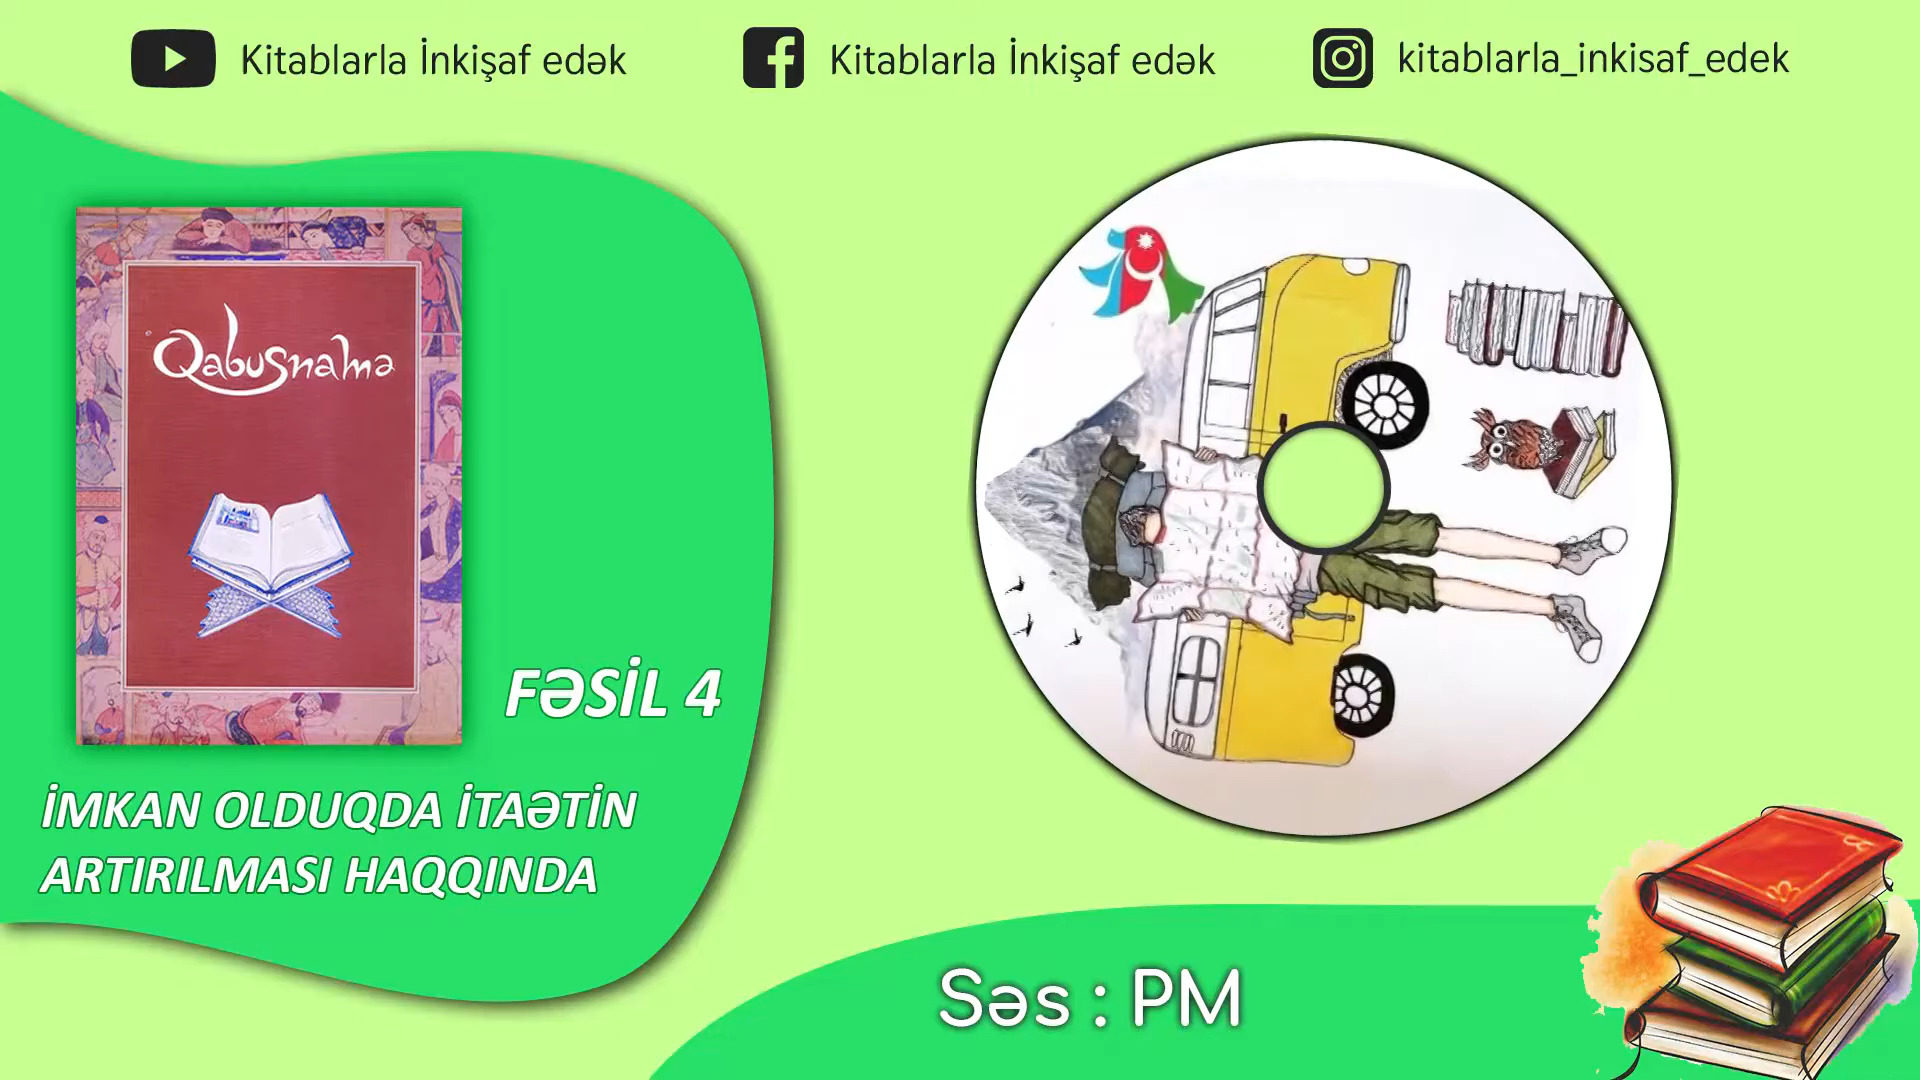 Kitablarla İnkişaf edək
Kitablarla İnkişaf edək
kitablarla_inkisaf_edek
Qabusnamə
FƏSİL 4
İMKAN OLDUQDA İTAƏTİN
ARTIRILMASI HAQQINDA
Səs : PM